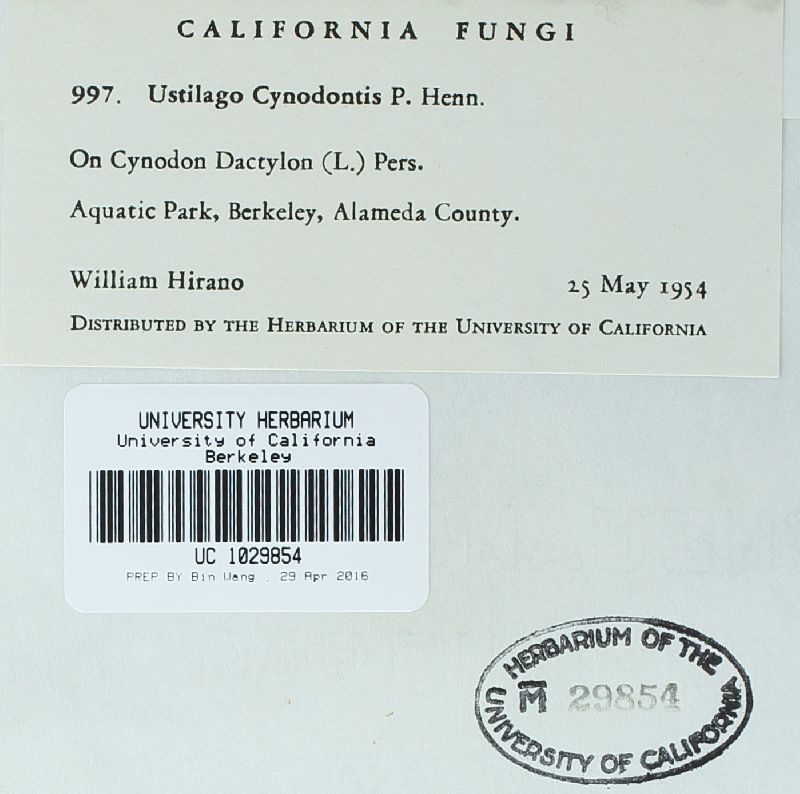 CALIFORNIA FUNGI
997. Ustilago Cynodontis P. Henn.
On Cynodon Dactylon (L.) Pers.
Aquatic Park, Berkeley, Alameda County.
William Hirano 25 May 1954
DISTRIBUTED BY THE HERBARIUM OF THE UNIVERSITY OF CALIFORNIA
UNIVERSITY HERBARIUM
University of California
Berkeley
UC 1029854
PREP BY Bin Wang . 29 Apr 2016
HERBARIUM OF THE
M 29854
UNIVERSITY OF CALIFORNIA